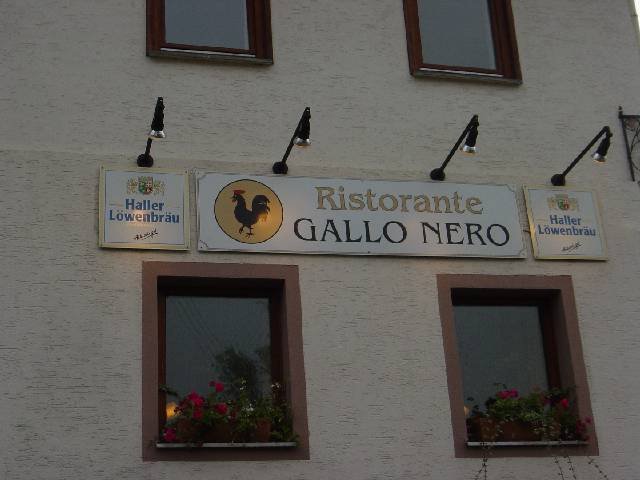 Haller
Löwenbräu
Ristorante
GALLO NERO
Haller
Löwenbräu